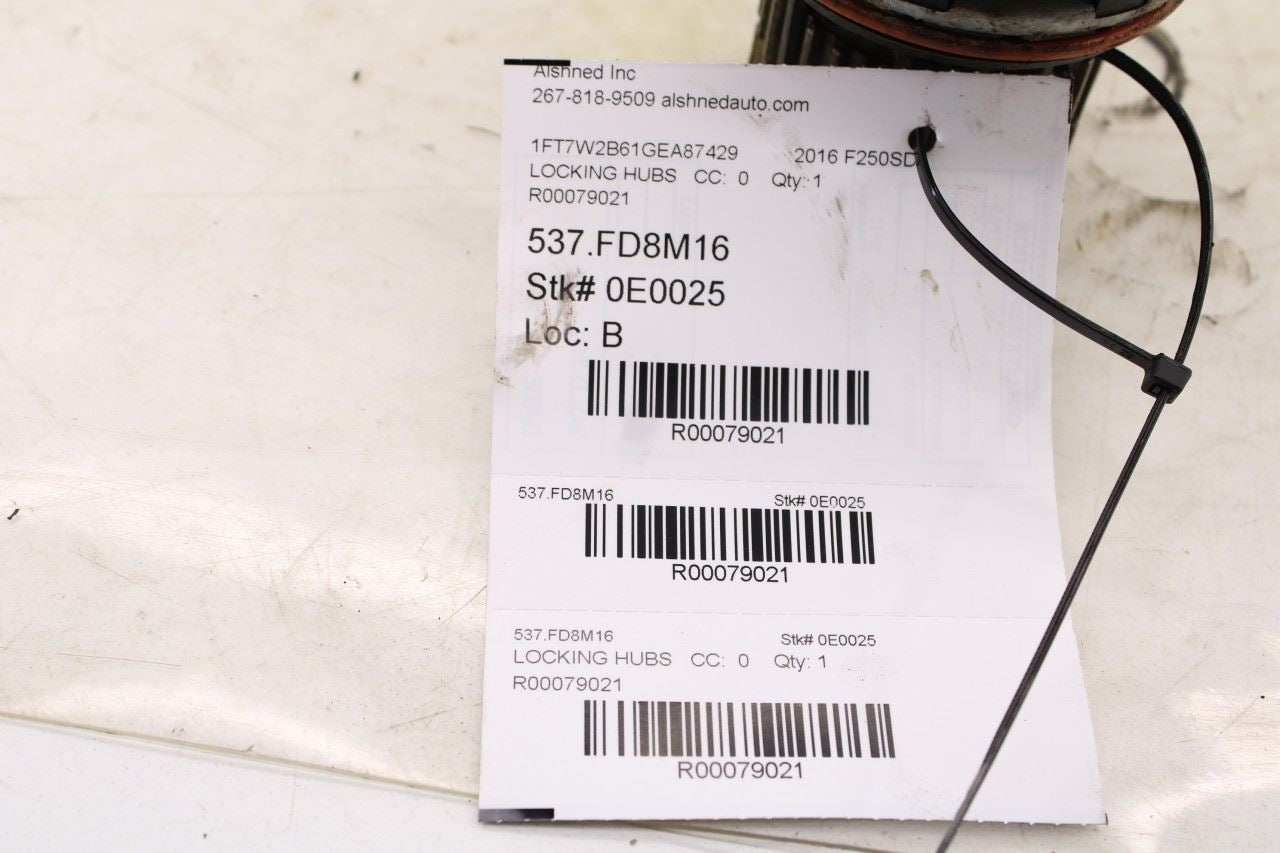 Alshned Inc
267-818-9509 alshnedauto.com
1FT7W2B61GEA87429 2016 F250SD
LOCKING HUBS CC: 0 Qty: 1
R00079021
537.FD8M16
Stk# 0E0025
Loc: B
R00079021
537.FD8M16 Stk# 0E0025
R00079021
537.FD8M16 Stk# 0E0025
LOCKING HUBS CC: 0 Qty: 1
R00079021
R00079021